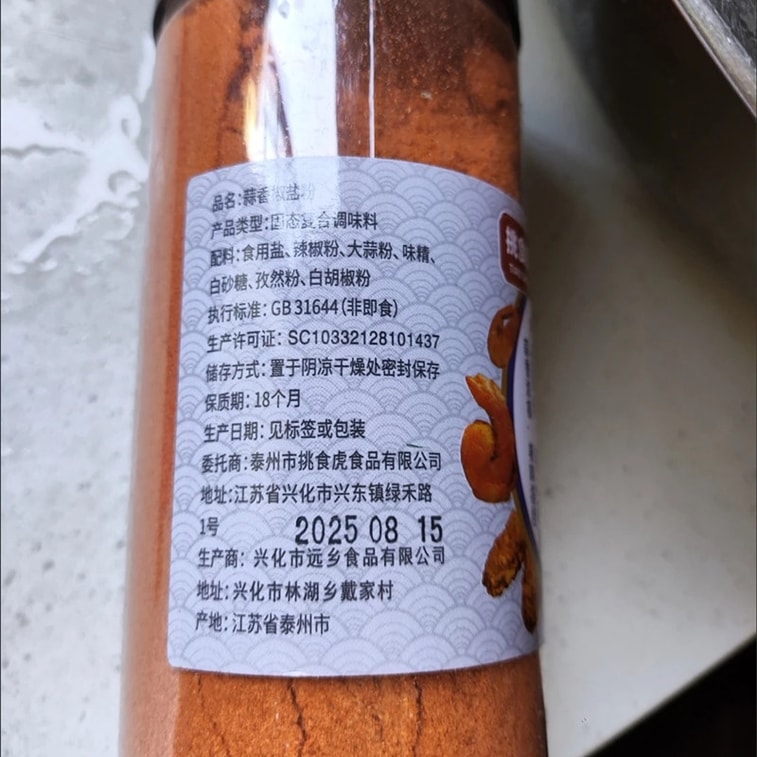 品名:蒜香椒盐粉
产品类型:固态复合调味料
配料:食用盐、辣椒粉、大蒜粉、味精、
白砂糖、孜然粉、白胡椒粉
执行标准:GB 31644(非即食)
生产许可证: SC10332128101437
储存方式:置于阴凉干燥处密封保存
保质期:18个月
生产日期:见标签或包装
委托商:泰州市挑食虎食品有限公司
地址:江苏省兴化市兴东镇绿禾路
1号
2025 08 15
生产商: 兴化市远乡食品有限公司
地址: 兴化市林湖乡戴家村
产地:江苏省泰州市